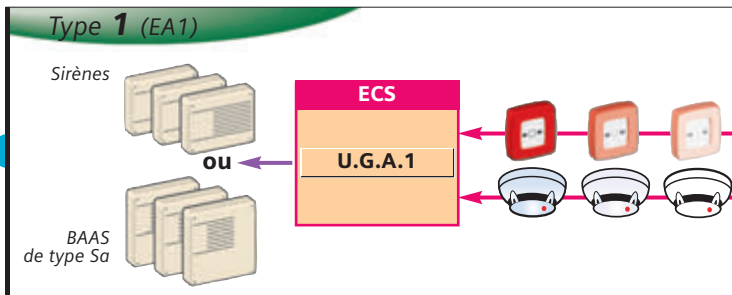 Type 1 (EA1)
Sirènes
ECS
ou
U.G.A.1
BAAS
de type Sa